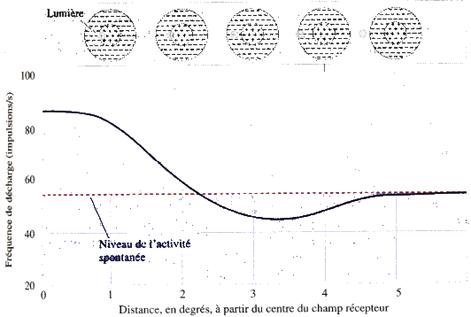 Lumière
Fréquence de décharge (impulsions/s)
100
80
60
40
20
Niveau de l'activité
spontanée
0
1
2
3
4
5
Distance, en degrés, à partir du centre du champ récepteur